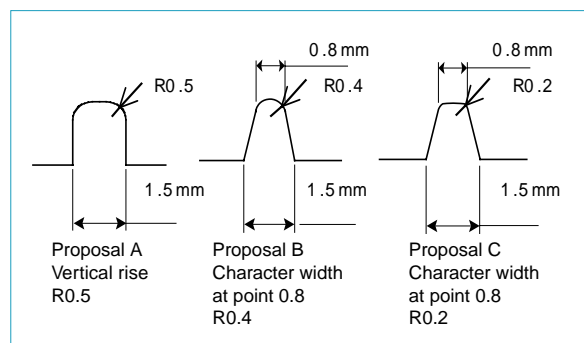 0.8 mm
0.8 mm
R0.5
R0.4
R0.2
1.5 mm
1.5 mm
1.5 mm
Proposal A
Vertical rise
R0.5
Proposal B
Character width
at point 0.8
R0.4
Proposal C
Character width
at point 0.8
R0.2